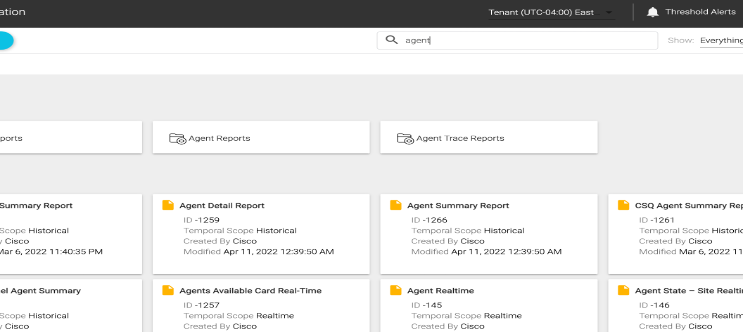 ation
Tenant (UTC-04:00) East
Threshold Alerts
agent
Show: Everything
ports
Agent Reports
Agent Trace Reports
Summary Report
Scope Historical
y Cisco
Mar 6, 2022 11:40:35 PM
Agent Detail Report
ID -1259
Temporal Scope Historical
Created By Cisco
Modified Apr 11, 2022 12:39:50 AM
Agent Summary Report
ID -1266
Temporal Scope Historical
Created By Cisco
Modified Apr 11, 2022 12:39:50 AM
CSQ Agent Summary Rep
ID -1261
Temporal Scope Historic
Created By Cisco
Modified Mar 6, 2022 11
el Agent Summary
Scope Historical
y Cisco
Agents Available Card Real-Time
ID -1257
Temporal Scope Realtime
Created By Cisco
Agent Realtime
ID -145
Temporal Scope Realtime
Created By Cisco
Agent State – Site Realtim
ID -146
Temporal Scope Realtim
Created By Cisco